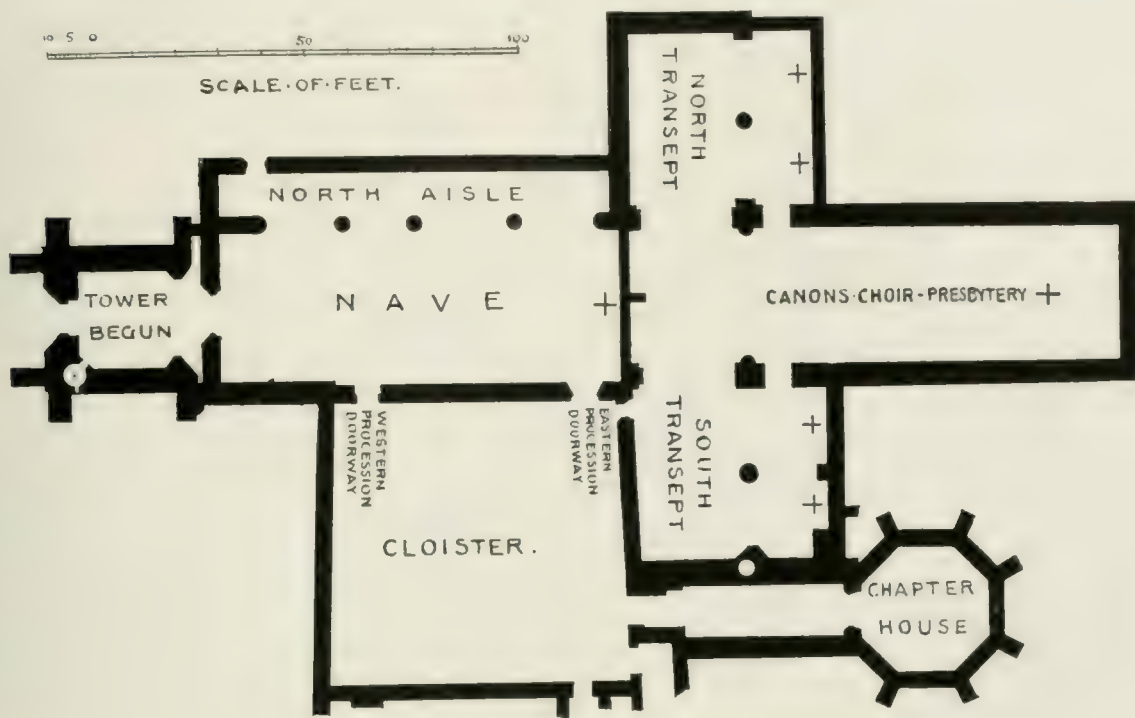 10 5 0 50 100
SCALE·OF·FEET.
NORTH
TRANSEPT
NORTH AISLE
TOWER
BEGUN
NAVE
CANONS·CHOIR-PRESBYTERY
WESTERN
PROCESSION
DOORWAY
EASTERN
PROCESSION
DOORWAY
SOUTH
TRANSEPT
CLOISTER.
CHAPTER
HOUSE